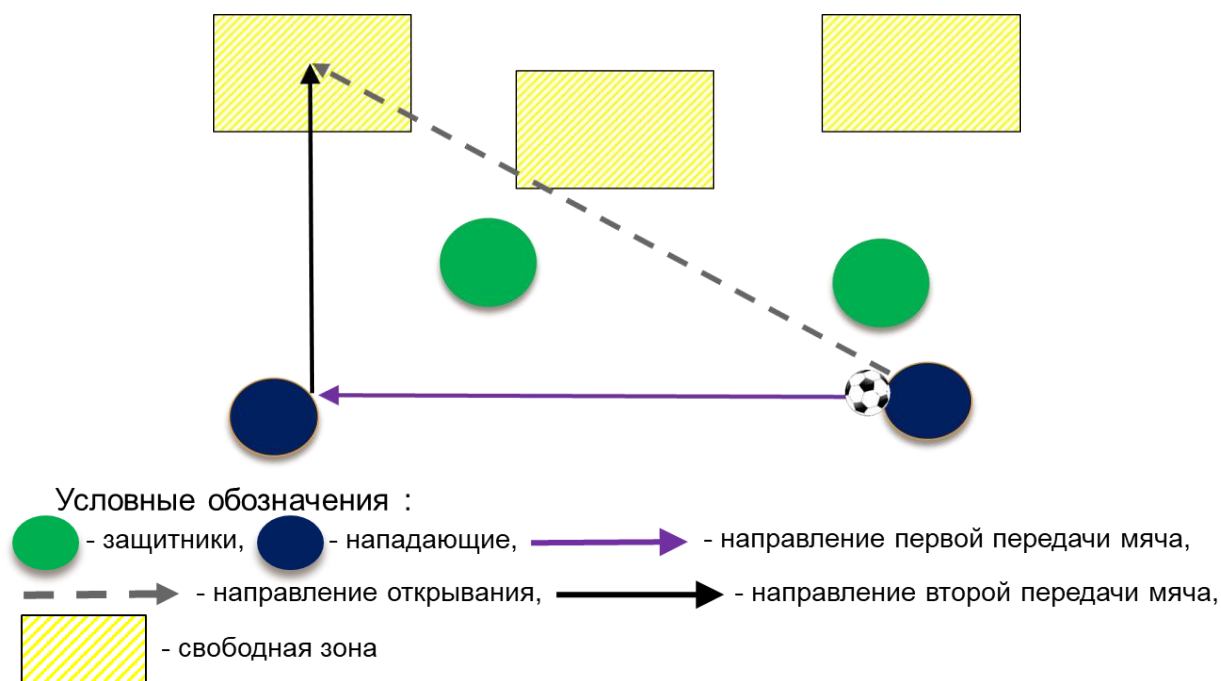 Условные обозначения :
- защитники, - нападающие, - направление первой передачи мяча,
- направление открывания, - направление второй передачи мяча,
- свободная зона